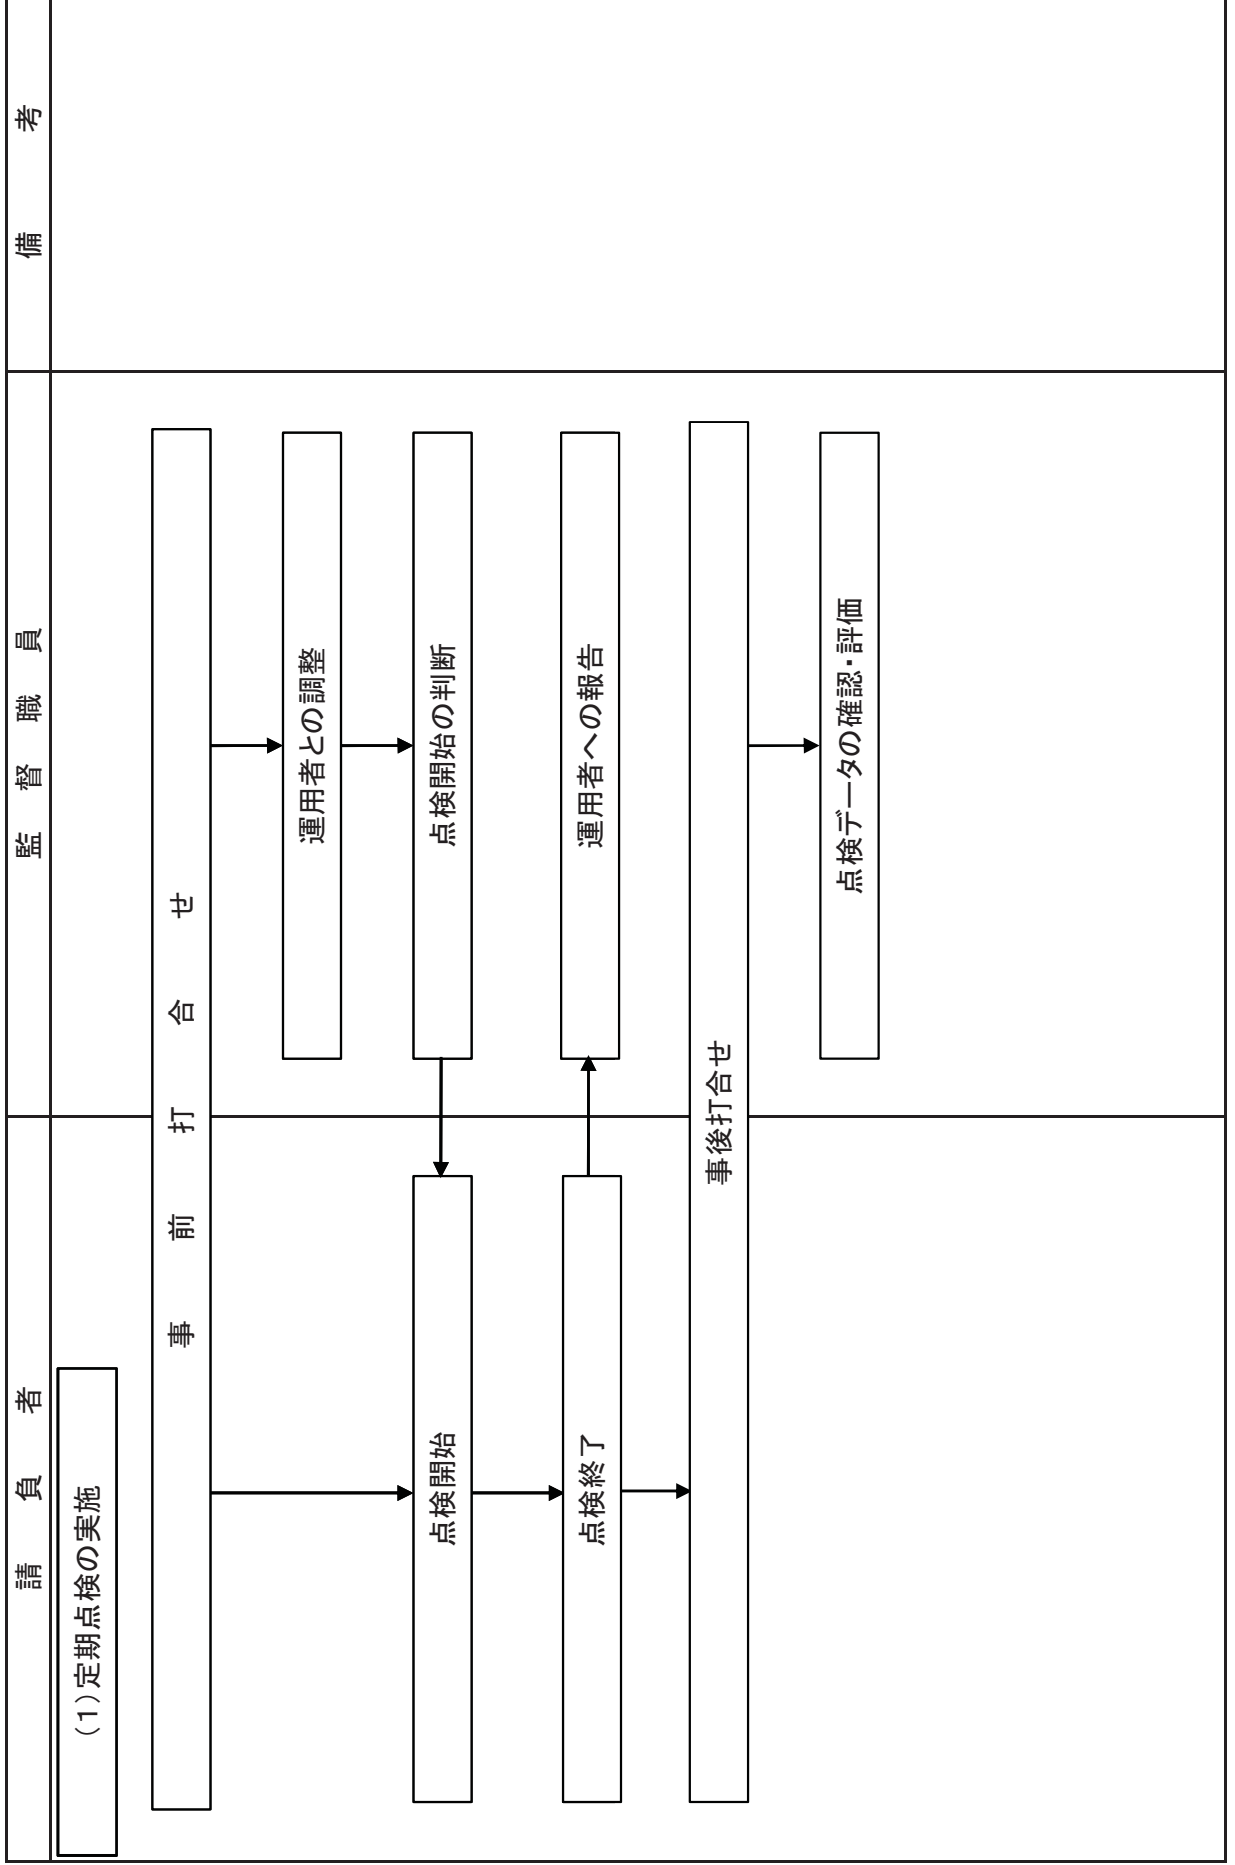 請負者
監督職員
備考
(1)定期点検の実施
事前打合せ
運用者との調整
点検開始
点検開始の判断
点検終了
運用者への報告
事後打合せ
点検データの確認・評価